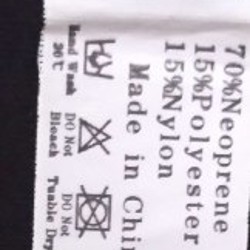 70%Neoprene
15%Polyester
15%Nylon
Made in Chi
Hand Wash
30℃
DO Not
Bleach
DO Not
Tumble Dry